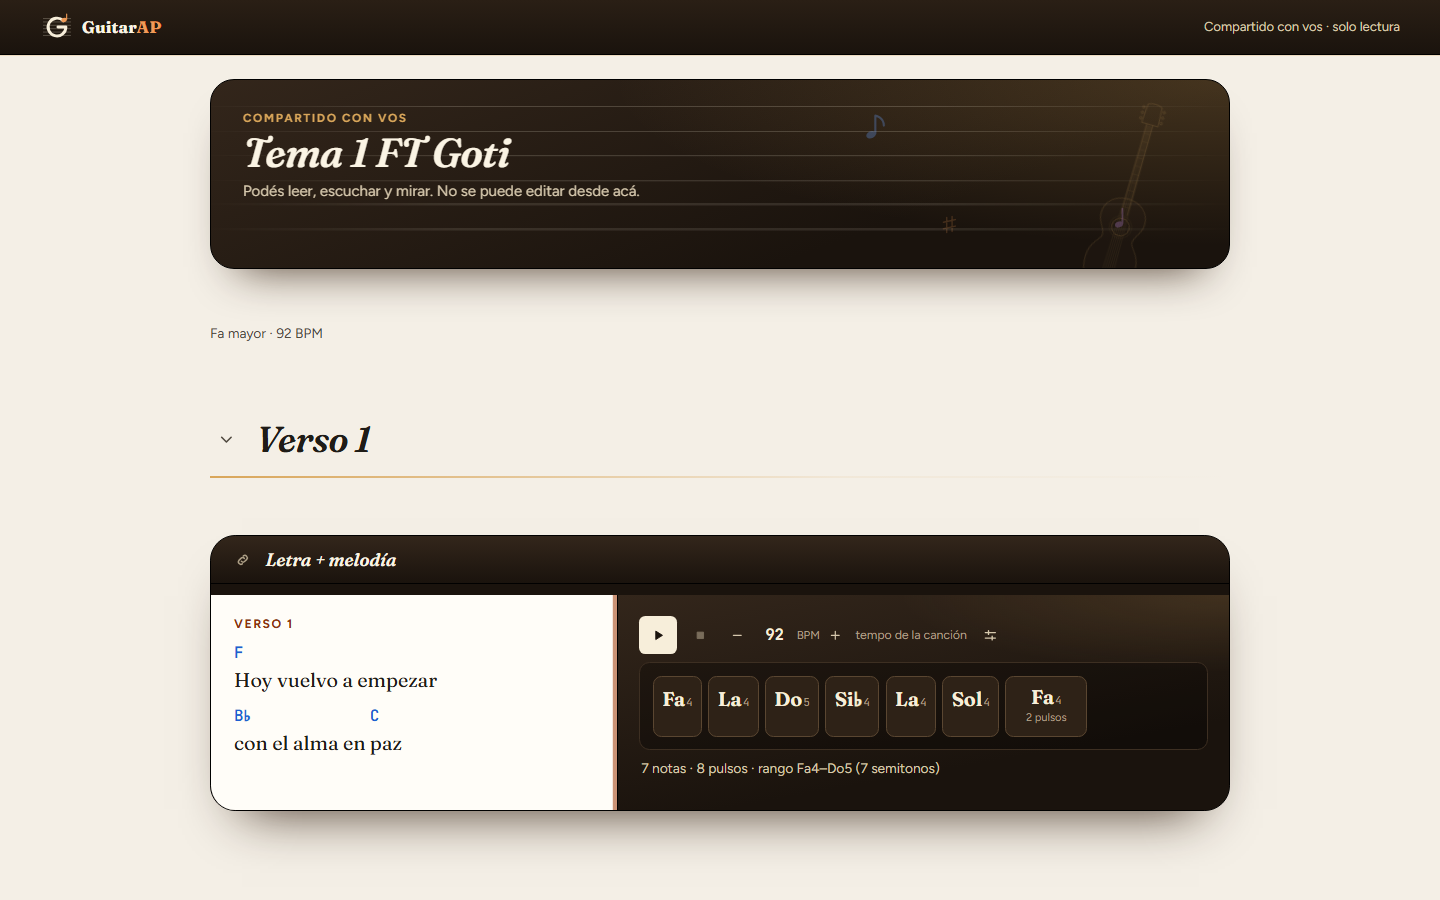 GuitarAP
Compartido con vos · solo lectura
COMPARTIDO CON VOS
Tema 1 FT Goti
Podés leer, escuchar y mirar. No se puede editar desde acá.
Fa mayor · 92 BPM
Verso 1
Letra + melodía
VERSO 1
F
Hoy vuelvo a empezar
B♭ C
con el alma en paz
− 92 BPM + tempo de la canción
Fa4 La4 Do5 Si♭4 La4 Sol4 Fa4
2 pulsos
7 notas · 8 pulsos · rango Fa4–Do5 (7 semitonos)